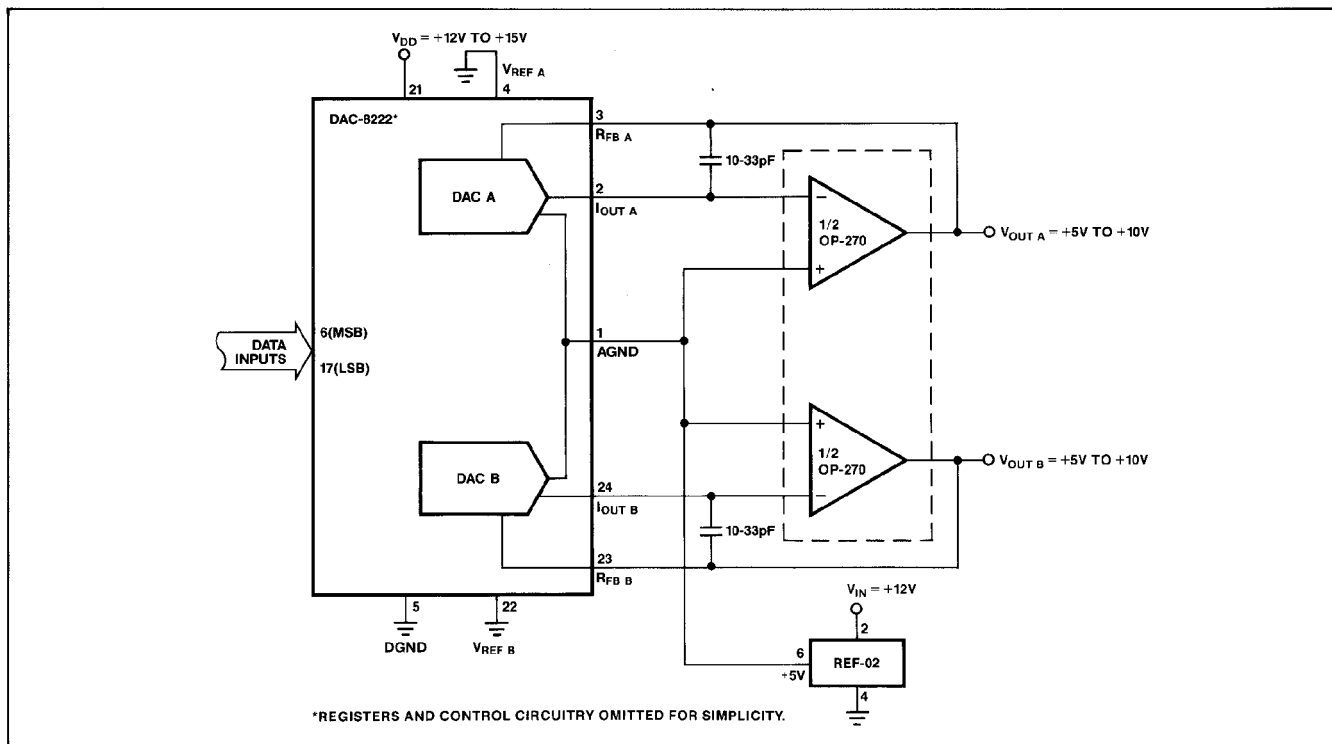 V_DD = +12V TO +15V
V_REF A
21
4
DAC-8222*
3
R_FB A
10-33pF
DAC A
2
I_OUT A
−
1/2
OP-270
+
V_OUT A = +5V TO +10V
DATA
INPUTS
6(MSB)
17(LSB)
1
AGND
DAC B
24
I_OUT B
+
1/2
OP-270
−
V_OUT B = +5V TO +10V
10-33pF
23
R_FB B
V_IN = +12V
2
6
+5V
REF-02
4
5
DGND
22
V_REF B
*REGISTERS AND CONTROL CIRCUITRY OMITTED FOR SIMPLICITY.